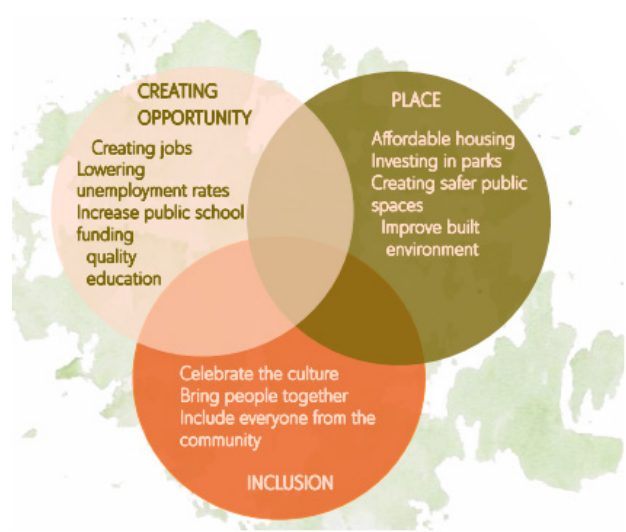 CREATING
OPPORTUNITY
Creating jobs
Lowering
unemployment rates
Increase public school
funding
quality
education
PLACE
Affordable housing
Investing in parks
Creating safer public
spaces
Improve built
environment
Celebrate the culture
Bring people together
Include everyone from the
community
INCLUSION